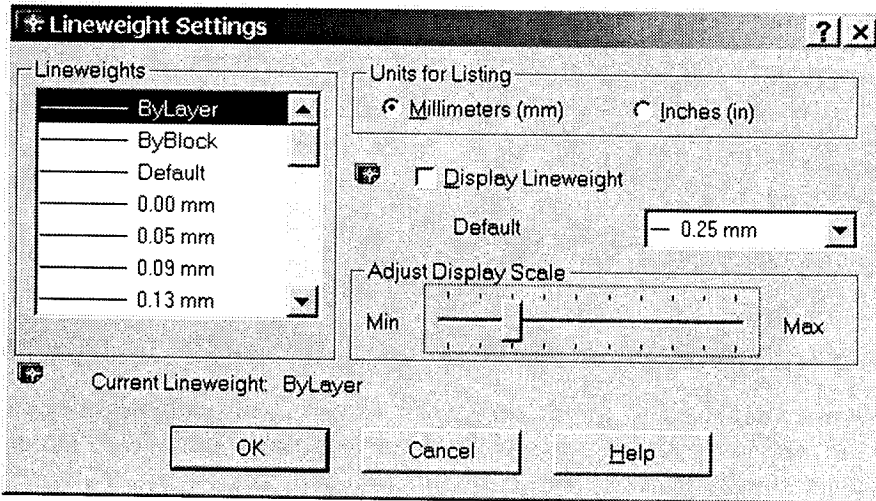 Lineweight Settings
? ×
Lineweights
ByLayer
ByBlock
Default
0.00 mm
0.05 mm
0.09 mm
0.13 mm
Units for Listing
Millimeters (mm)
Inches (in)
Display Lineweight
Default
0.25 mm
Adjust Display Scale
Min
Max
Current Lineweight: ByLayer
OK
Cancel
Help